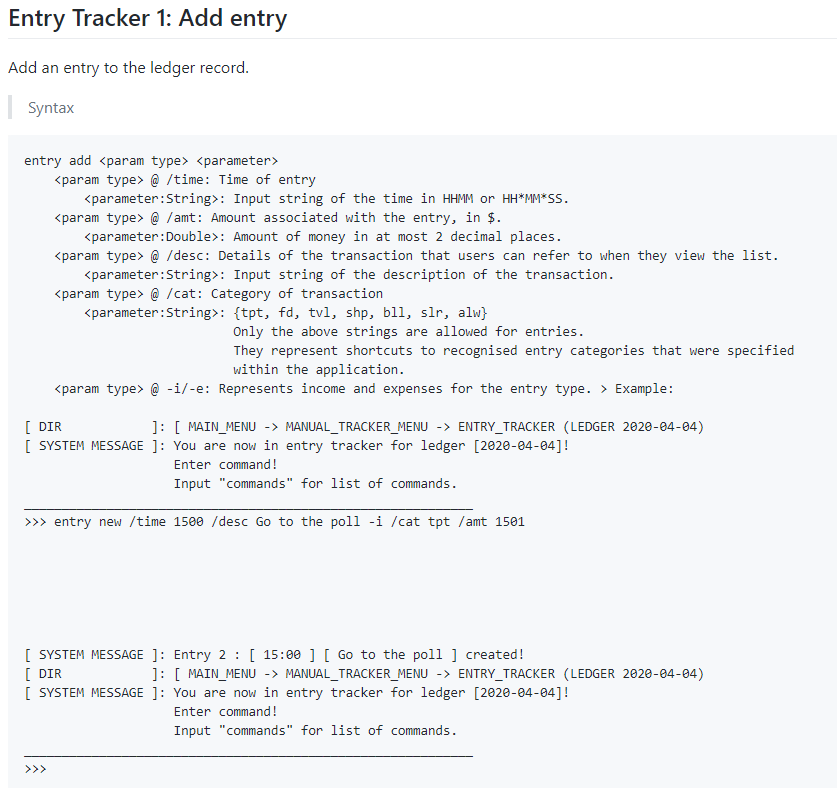 Entry Tracker 1: Add entry
Add an entry to the ledger record.
Syntax
entry add <param type> <parameter>
    <param type> @ /time: Time of entry
        <parameter:String>: Input string of the time in HHMM or HH*MM*SS.
    <param type> @ /amt: Amount associated with the entry, in $.
        <parameter:Double>: Amount of money in at most 2 decimal places.
    <param type> @ /desc: Details of the transaction that users can refer to when they view the list.
        <parameter:String>: Input string of the description of the transaction.
    <param type> @ /cat: Category of transaction
        <parameter:String>: {tpt, fd, tvl, shp, bll, slr, alw}
                            Only the above strings are allowed for entries.
                            They represent shortcuts to recognised entry categories that were specified
                            within the application.
    <param type> @ -i/-e: Represents income and expenses for the entry type. > Example:
[ DIR            ]: [ MAIN_MENU -> MANUAL_TRACKER_MENU -> ENTRY_TRACKER (LEDGER 2020-04-04)
[ SYSTEM MESSAGE ]: You are now in entry tracker for ledger [2020-04-04]!
                    Enter command!
                    Input "commands" for list of commands.
____________________________________________________________
>>> entry new /time 1500 /desc Go to the poll -i /cat tpt /amt 1501
[ SYSTEM MESSAGE ]: Entry 2 : [ 15:00 ] [ Go to the poll ] created!
[ DIR            ]: [ MAIN_MENU -> MANUAL_TRACKER_MENU -> ENTRY_TRACKER (LEDGER 2020-04-04)
[ SYSTEM MESSAGE ]: You are now in entry tracker for ledger [2020-04-04]!
                    Enter command!
                    Input "commands" for list of commands.
____________________________________________________________
>>>